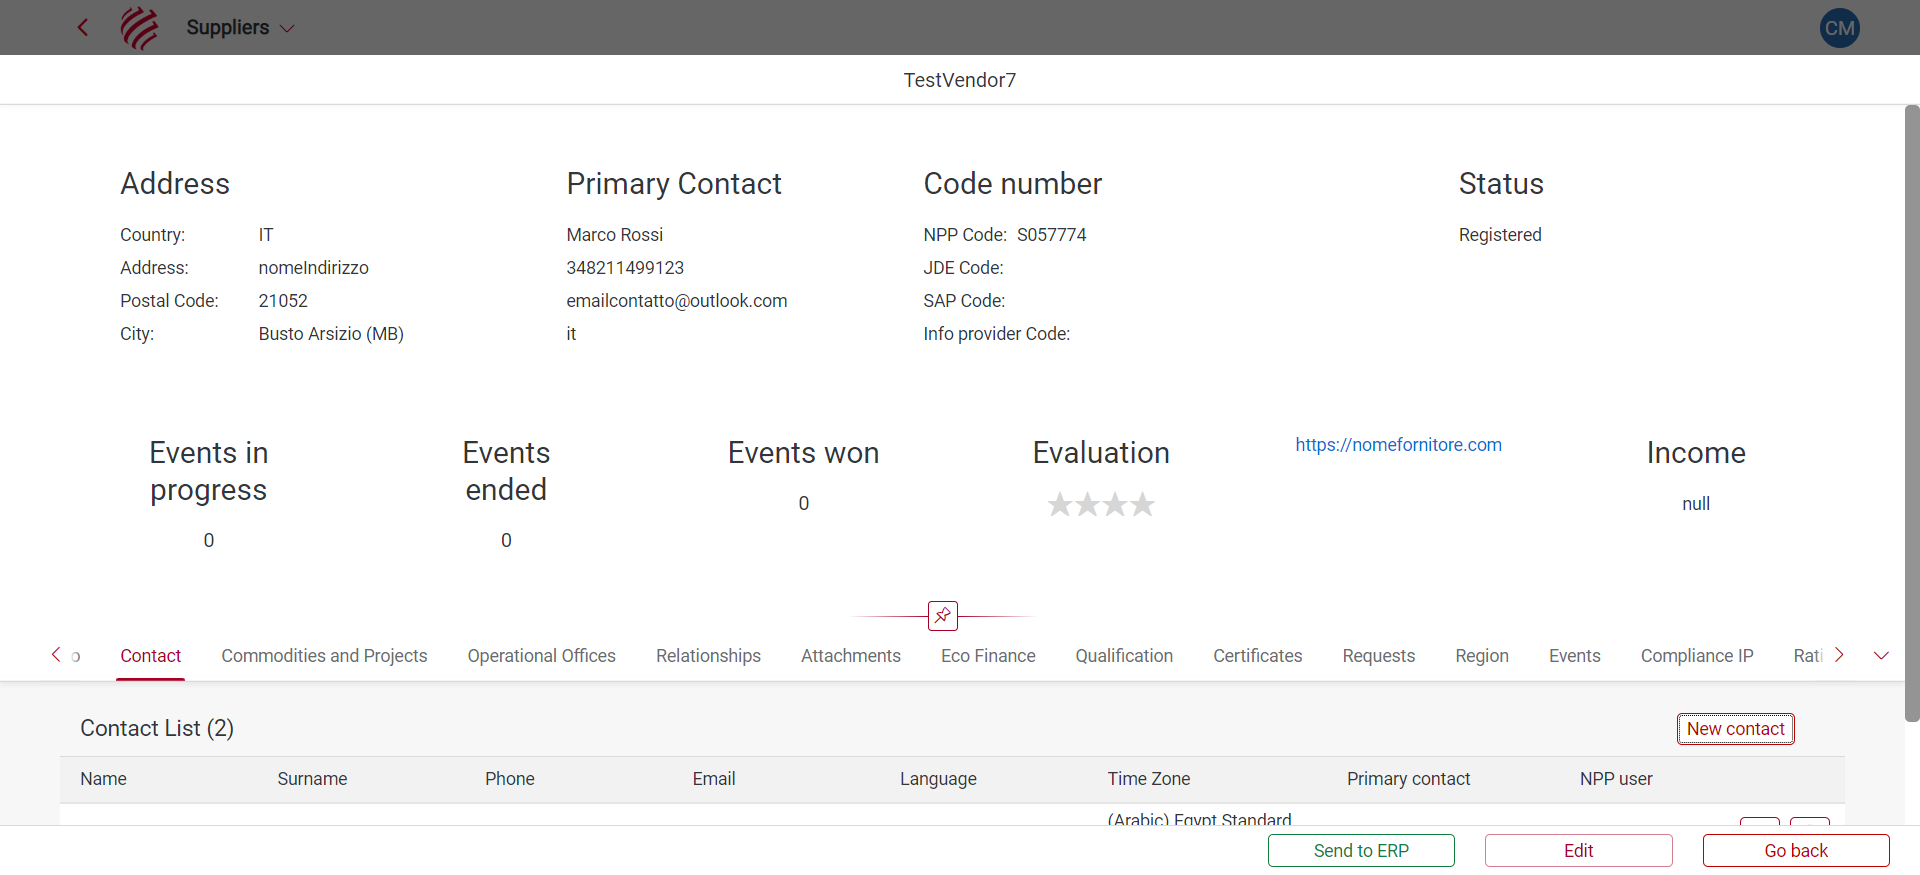 Suppliers
CM
TestVendor7
Address
Country: IT
Address: nomeIndirizzo
Postal Code: 21052
City: Busto Arsizio (MB)
Primary Contact
Marco Rossi
348211499123
emailcontatto@outlook.com
it
Code number
NPP Code: S057774
JDE Code:
SAP Code:
Info provider Code:
Status
Registered
Events in
progress
0
Events
ended
0
Events won
0
Evaluation
https://nomefornitore.com
Income
null
o Contact Commodities and Projects Operational Offices Relationships Attachments Eco Finance Qualification Certificates Requests Region Events Compliance IP Rati
Contact List (2)
New contact
Name Surname Phone Email Language Time Zone Primary contact NPP user
(Arabic) Egypt Standard
Send to ERP Edit Go back